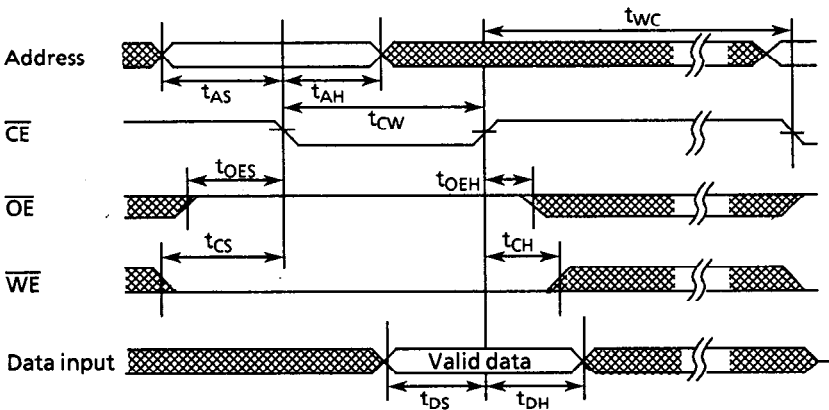 tWC
Address
tAS
tAH
tCW
CE
tOES
tOEH
OE
tCS
tCH
WE
Data input
Valid data
tDS
tDH